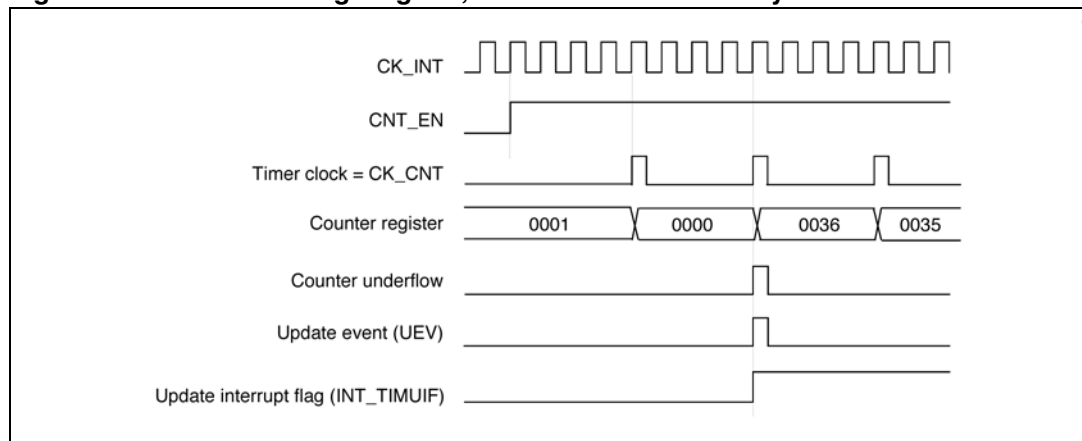 CK_INT
CNT_EN
Timer clock = CK_CNT
Counter register 0001 0000 0036 0035
Counter underflow
Update event (UEV)
Update interrupt flag (INT_TIMUIF)